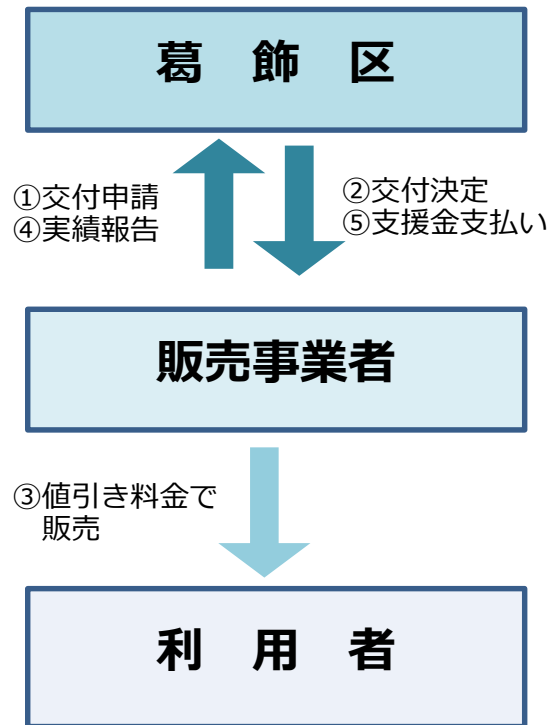 葛　飾　区
①交付申請
④実績報告
②交付決定
⑤支援金支払い
販売事業者
③値引き料金で
販売
利　用　者